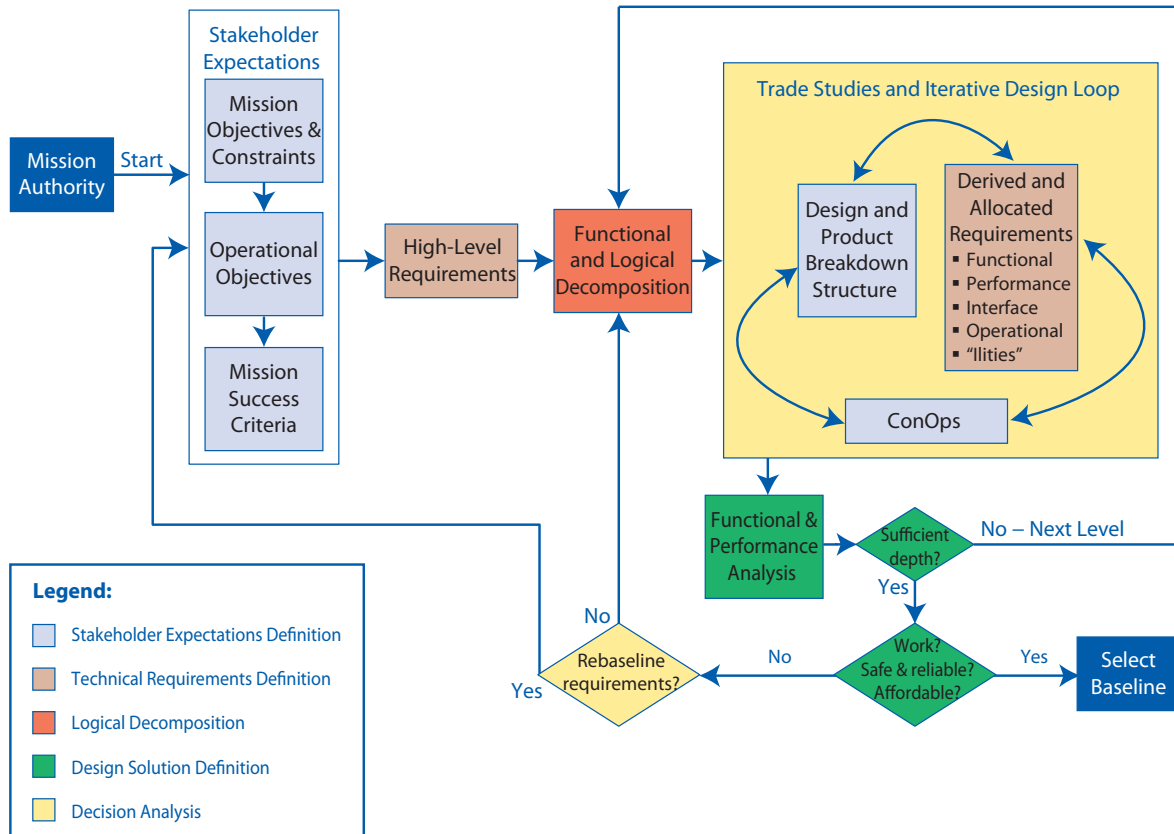 Mission
Authority
Start
Stakeholder
Expectations
Mission
Objectives &
Constraints
Operational
Objectives
Mission
Success
Criteria
High-Level
Requirements
Functional
and Logical
Decomposition
Trade Studies and Iterative Design Loop
Design and
Product
Breakdown
Structure
Derived and
Allocated
Requirements
▪ Functional
▪ Performance
▪ Interface
▪ Operational
▪ “Ilities”
ConOps
Functional &
Performance
Analysis
Sufficient
depth?
No – Next Level
Yes
Work?
Safe & reliable?
Affordable?
Yes
Select
Baseline
No
Rebaseline
requirements?
No
Yes
Legend:
Stakeholder Expectations Definition
Technical Requirements Definition
Logical Decomposition
Design Solution Definition
Decision Analysis